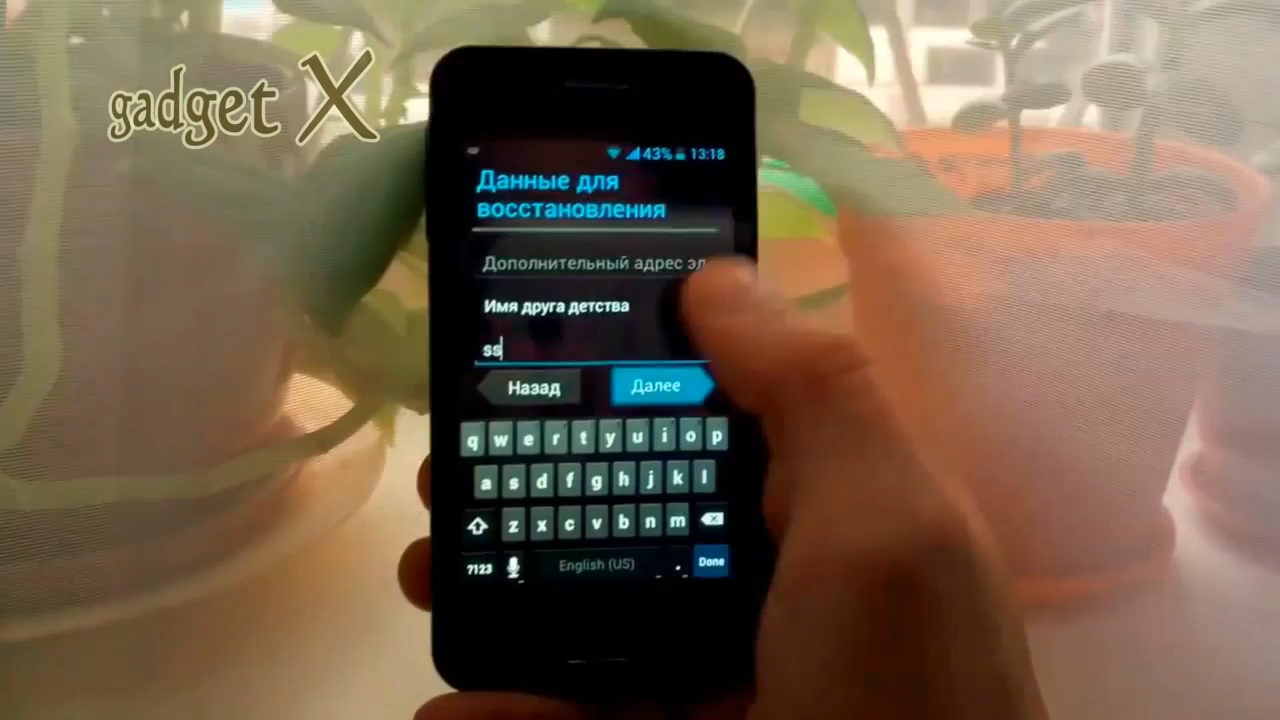 gadget X
43% 13:18
Данные для
восстановления
Дополнительный адрес эл
Имя друга детства
ss
Назад Далее
q w e r t y u i o p
a s d f g h j k l
z x c v b n m
?123 English (US) . Done